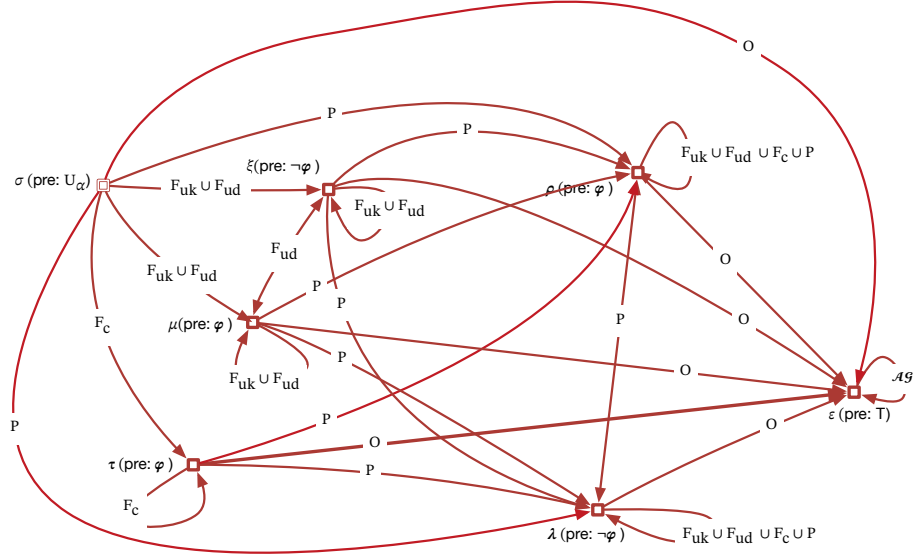 O
P
P
ξ(pre: ¬φ)
F_uk ∪ F_ud ∪ F_c ∪ P
σ (pre: U_α)
F_uk ∪ F_ud
ρ(pre: φ)
F_uk ∪ F_ud
F_ud
O
F_uk ∪ F_ud
P
P
F_c
μ(pre: φ)
P
O
P
O
F_uk ∪ F_ud
𝒜𝒢
ε (pre: T)
P
P
O
O
τ (pre: φ)
P
F_c
λ (pre: ¬φ)
F_uk ∪ F_ud ∪ F_c ∪ P